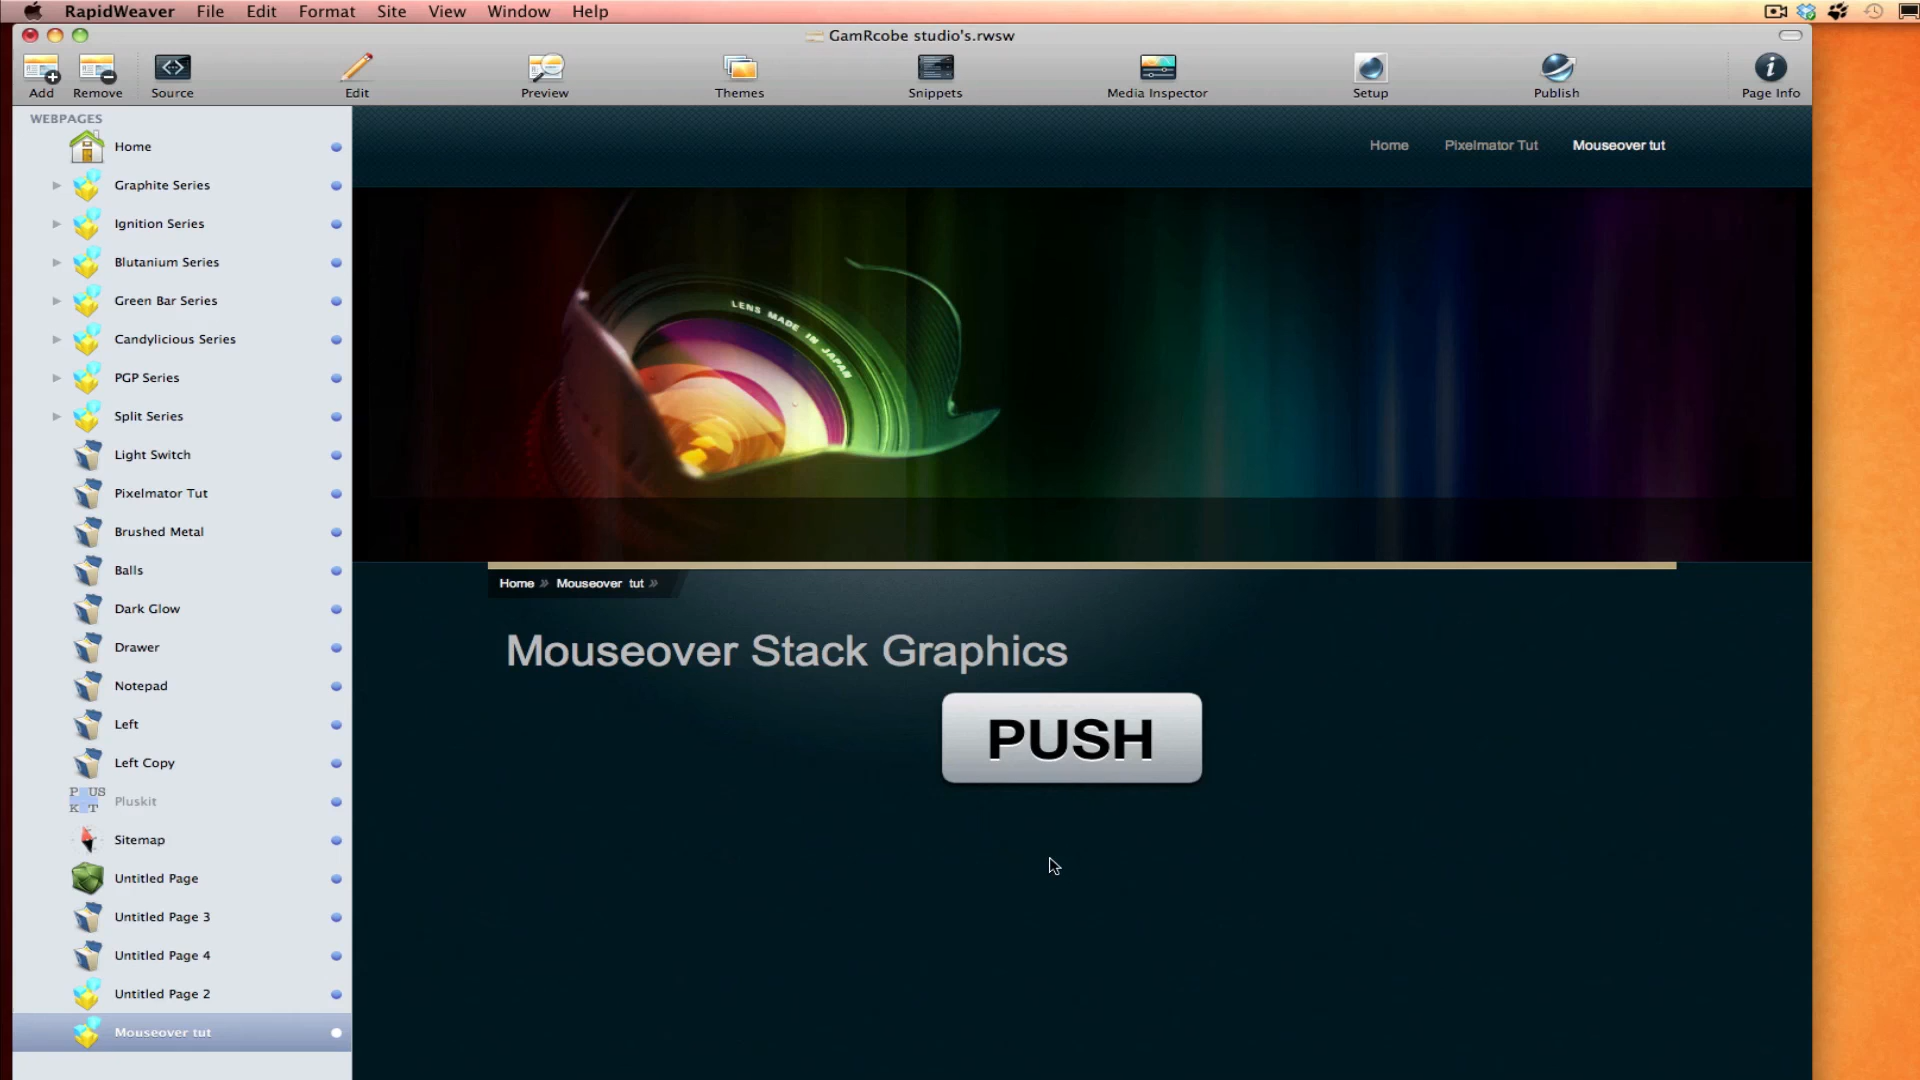 RapidWeaver File Edit Format Site View Window Help
GamRcobe studio's.rwsw
Add Remove Source Edit Preview Themes Snippets Media Inspector Setup Publish Page Info
WEBPAGES
Home
Graphite Series
Ignition Series
Blutanium Series
Green Bar Series
Candylicious Series
PGP Series
Split Series
Light Switch
Pixelmator Tut
Brushed Metal
Balls
Dark Glow
Drawer
Notepad
Left
Left Copy
P US
K T
Pluskit
Sitemap
Untitled Page
Untitled Page 3
Untitled Page 4
Untitled Page 2
Mouseover tut
Home Pixelmator Tut Mouseover tut
LENS MADE IN JAPAN
Home » Mouseover tut »
Mouseover Stack Graphics
PUSH